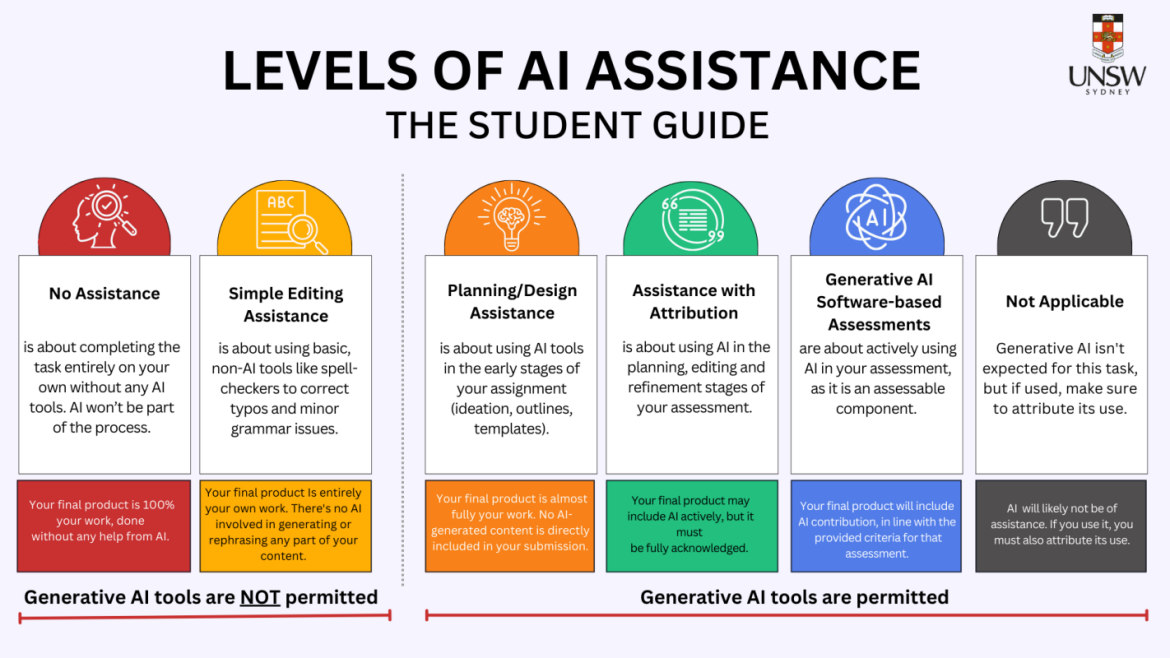 LEVELS OF AI ASSISTANCE
THE STUDENT GUIDE
UNSW
SYDNEY
No Assistance
is about completing the
task entirely on your
own without any AI
tools. AI won't be part
of the process.
Your final product is 100%
your work, done
without any help from AI.
ABC
Simple Editing
Assistance
is about using basic,
non-AI tools like spell-
checkers to correct
typos and minor
grammar issues.
Your final product Is entirely
your own work. There's no AI
involved in generating or
rephrasing any part of your
content.
Generative AI tools are NOT permitted
Planning/Design
Assistance
is about using AI tools
in the early stages of
your assignment
(ideation, outlines,
templates).
Your final product is almost
fully your work. No AI-
generated content is directly
included in your submission.
Assistance with
Attribution
is about using AI in the
planning, editing and
refinement stages of
your assessment.
Your final product may
include AI actively, but it
must
be fully acknowledged.
AI
Generative AI
Software-based
Assessments
are about actively using
AI in your assessment,
as it is an assessable
component.
Your final product will include
AI contribution, in line with the
provided criteria for that
assessment.
Not Applicable
Generative AI isn't
expected for this task,
but if used, make sure
to attribute its use.
AI will likely not be of
assistance. If you use it, you
must also attribute its use.
Generative AI tools are permitted